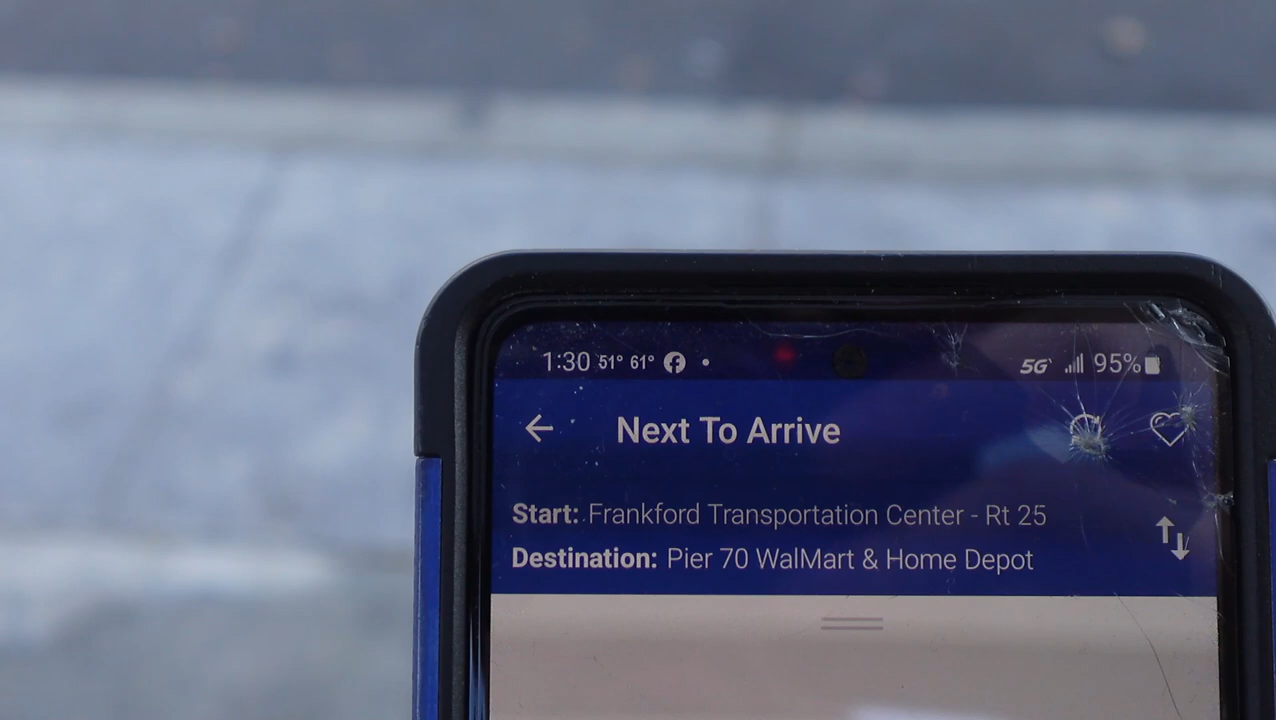 1:30 51° 61° 5G 95%
Next To Arrive
Start: Frankford Transportation Center - Rt 25
Destination: Pier 70 WalMart & Home Depot